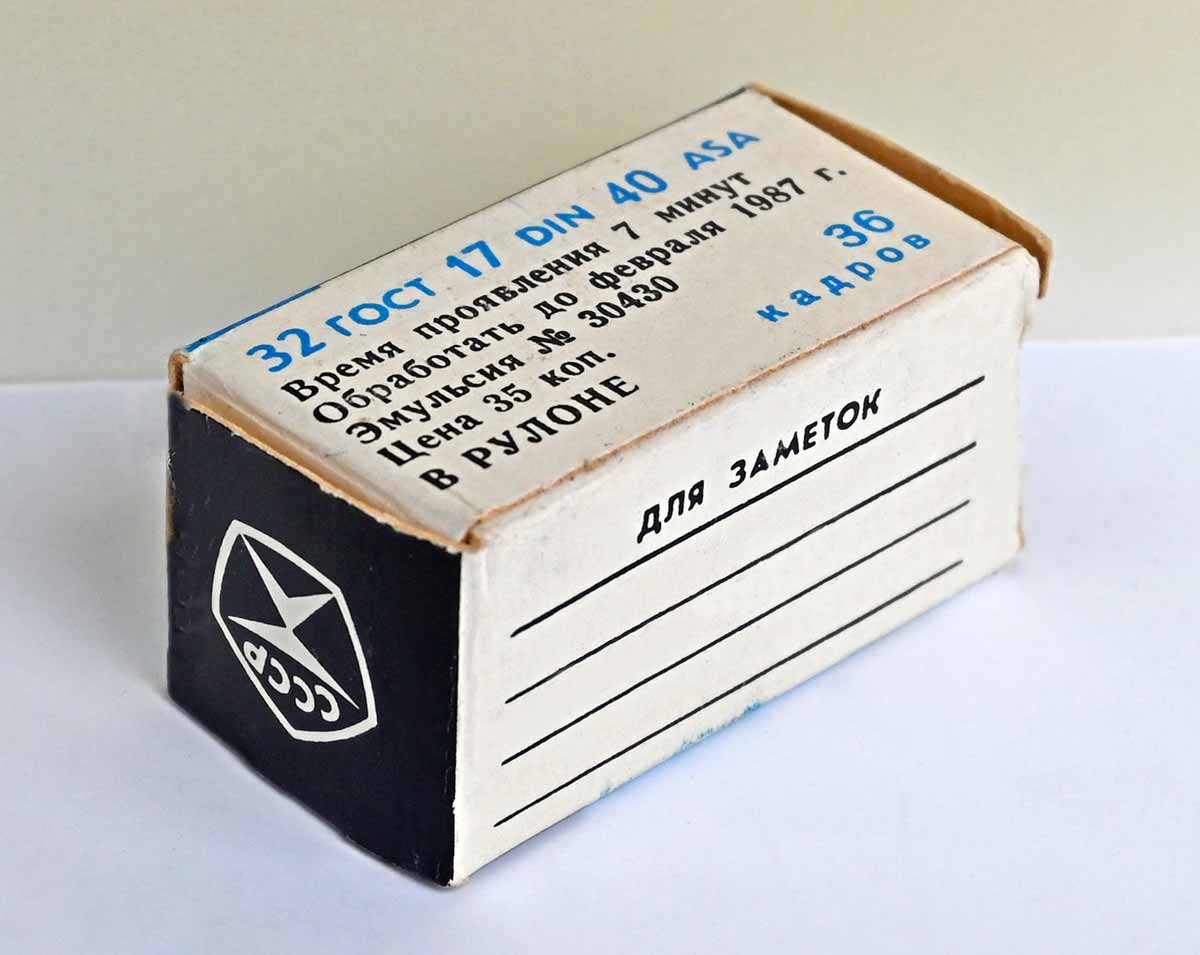 32 ГОСТ 17 DIN 40 ASA
Время проявления 7 минут
Обработать до февраля 1987 г.
Эмульсия № 30430
Цена 35 коп.
В РУЛОНЕ
36
кадров
ДЛЯ ЗАМЕТОК
СССР